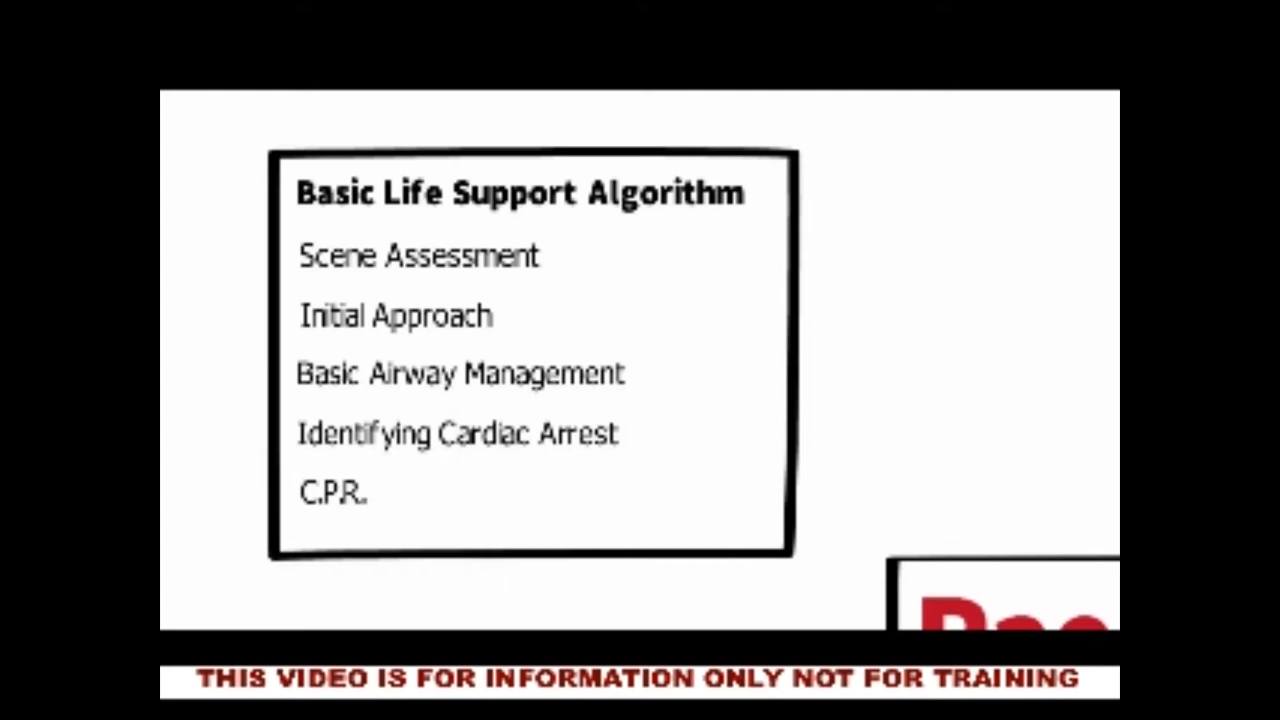 Basic Life Support Algorithm
Scene Assessment
Initial Approach
Basic Airway Management
Identifying Cardiac Arrest
C.P.R.
THIS VIDEO IS FOR INFORMATION ONLY NOT FOR TRAINING